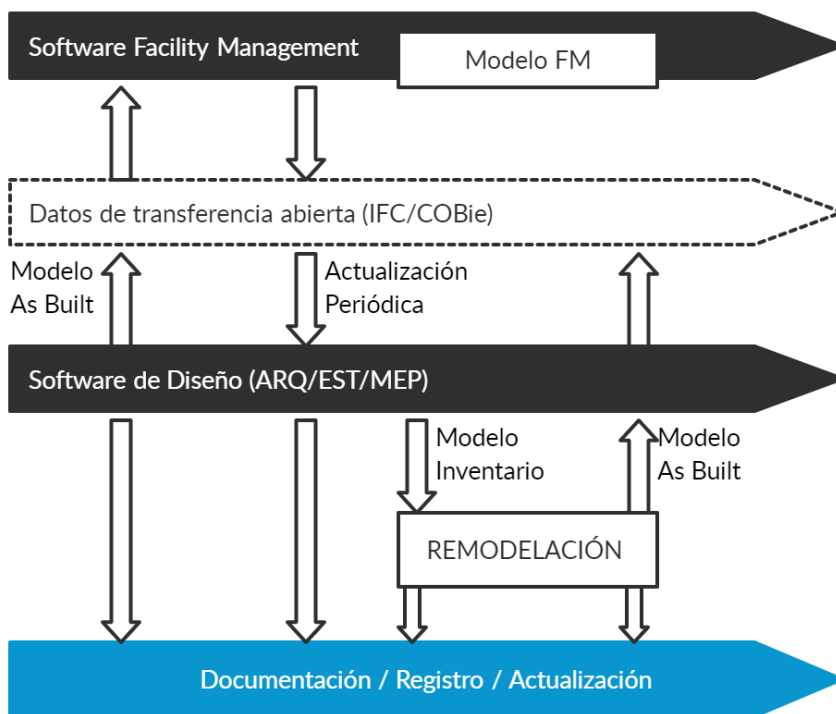 Software Facility Management
Modelo FM
Datos de transferencia abierta (IFC/COBie)
Modelo
As Built
Actualización
Periódica
Software de Diseño (ARQ/EST/MEP)
Modelo
Inventario
Modelo
As Built
REMODELACIÓN
Documentación / Registro / Actualización